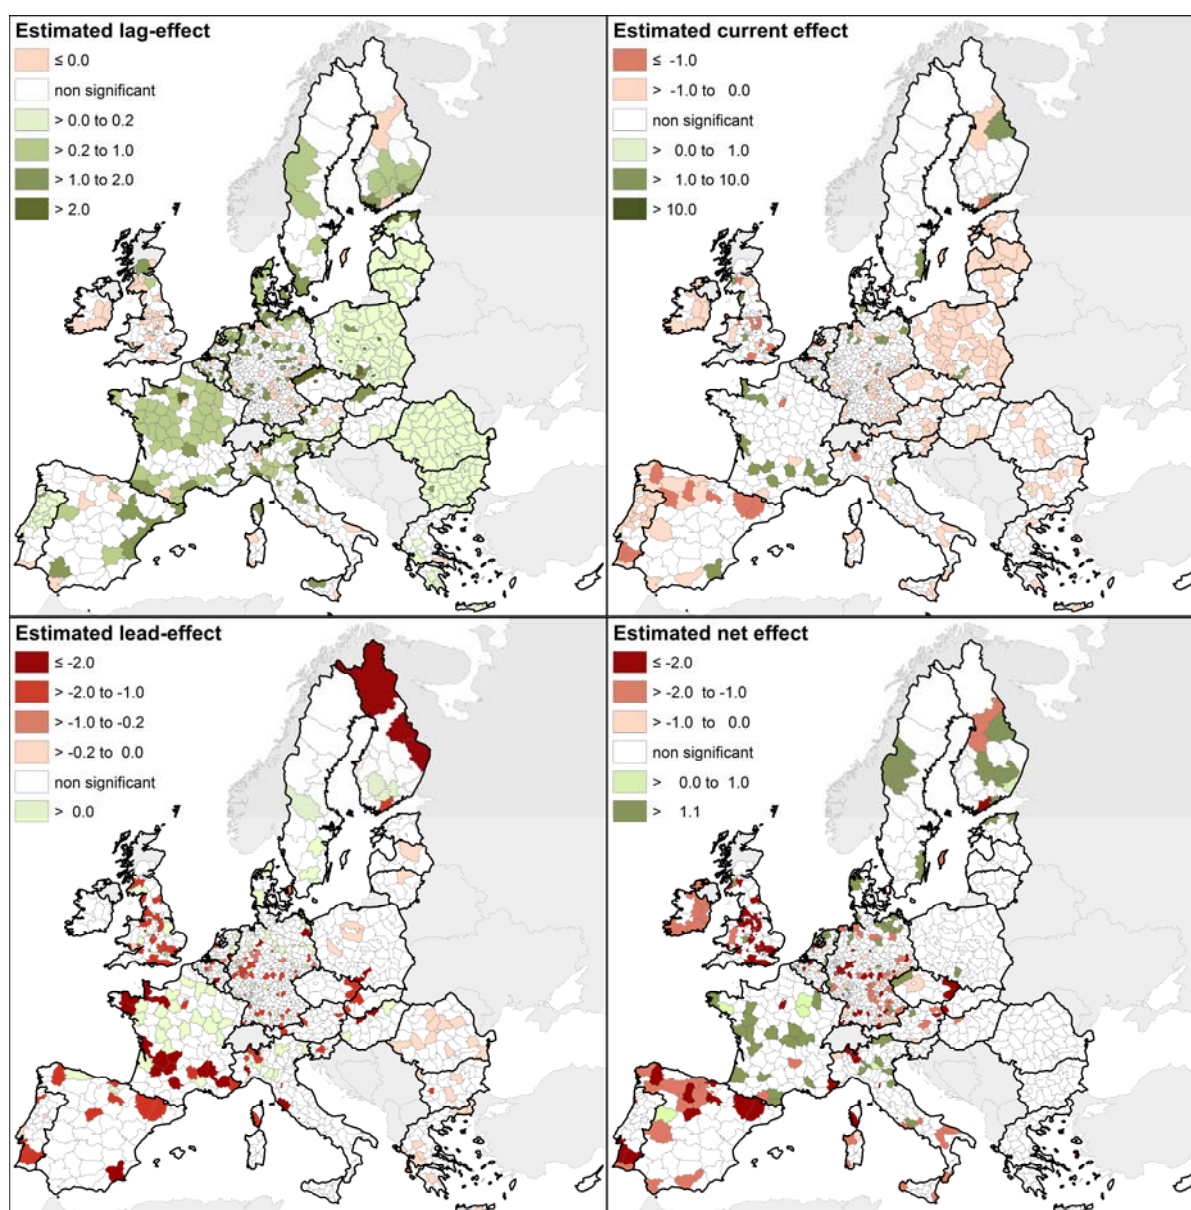 Estimated lag-effect
≤ 0.0
non significant
> 0.0 to 0.2
> 0.2 to 1.0
> 1.0 to 2.0
> 2.0
Estimated current effect
≤ -1.0
> -1.0 to 0.0
non significant
> 0.0 to 1.0
> 1.0 to 10.0
> 10.0
Estimated lead-effect
≤ -2.0
> -2.0 to -1.0
> -1.0 to -0.2
> -0.2 to 0.0
non significant
> 0.0
Estimated net effect
≤ -2.0
> -2.0 to -1.0
> -1.0 to 0.0
non significant
> 0.0 to 1.0
> 1.1